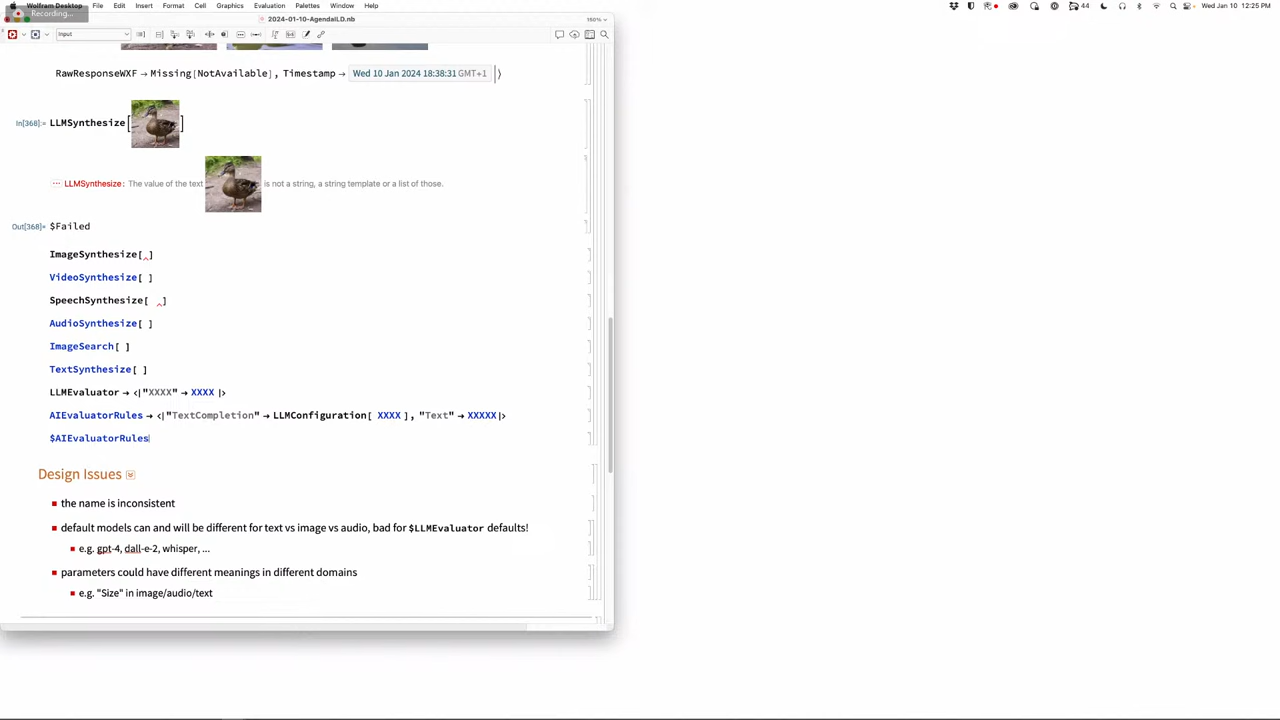 Wolfram Desktop File Edit Insert Format Cell Graphics Evaluation Palettes Window Help 44 Wed Jan 10 12:25 PM
Recording...
2024-01-10-AgendaILD.nb 150%
Input
RawResponseWXF → Missing[NotAvailable], Timestamp → Wed 10 Jan 2024 18:38:31 GMT+1 |⟩
In[368]:= LLMSynthesize[ ]
LLMSynthesize: The value of the text is not a string, a string template or a list of those.
Out[368]= $Failed
ImageSynthesize[ ]
VideoSynthesize[ ]
SpeechSynthesize[ ]
AudioSynthesize[ ]
ImageSearch[ ]
TextSynthesize[ ]
LLMEvaluator → <|"XXXX" → XXXX |>
AIEvaluatorRules → <|"TextCompletion" → LLMConfiguration[ XXXX ], "Text" → XXXXX|>
$AIEvaluatorRules
Design Issues
the name is inconsistent
default models can and will be different for text vs image vs audio, bad for $LLMEvaluator defaults!
e.g. gpt-4, dall-e-2, whisper, ...
parameters could have different meanings in different domains
e.g. "Size" in image/audio/text